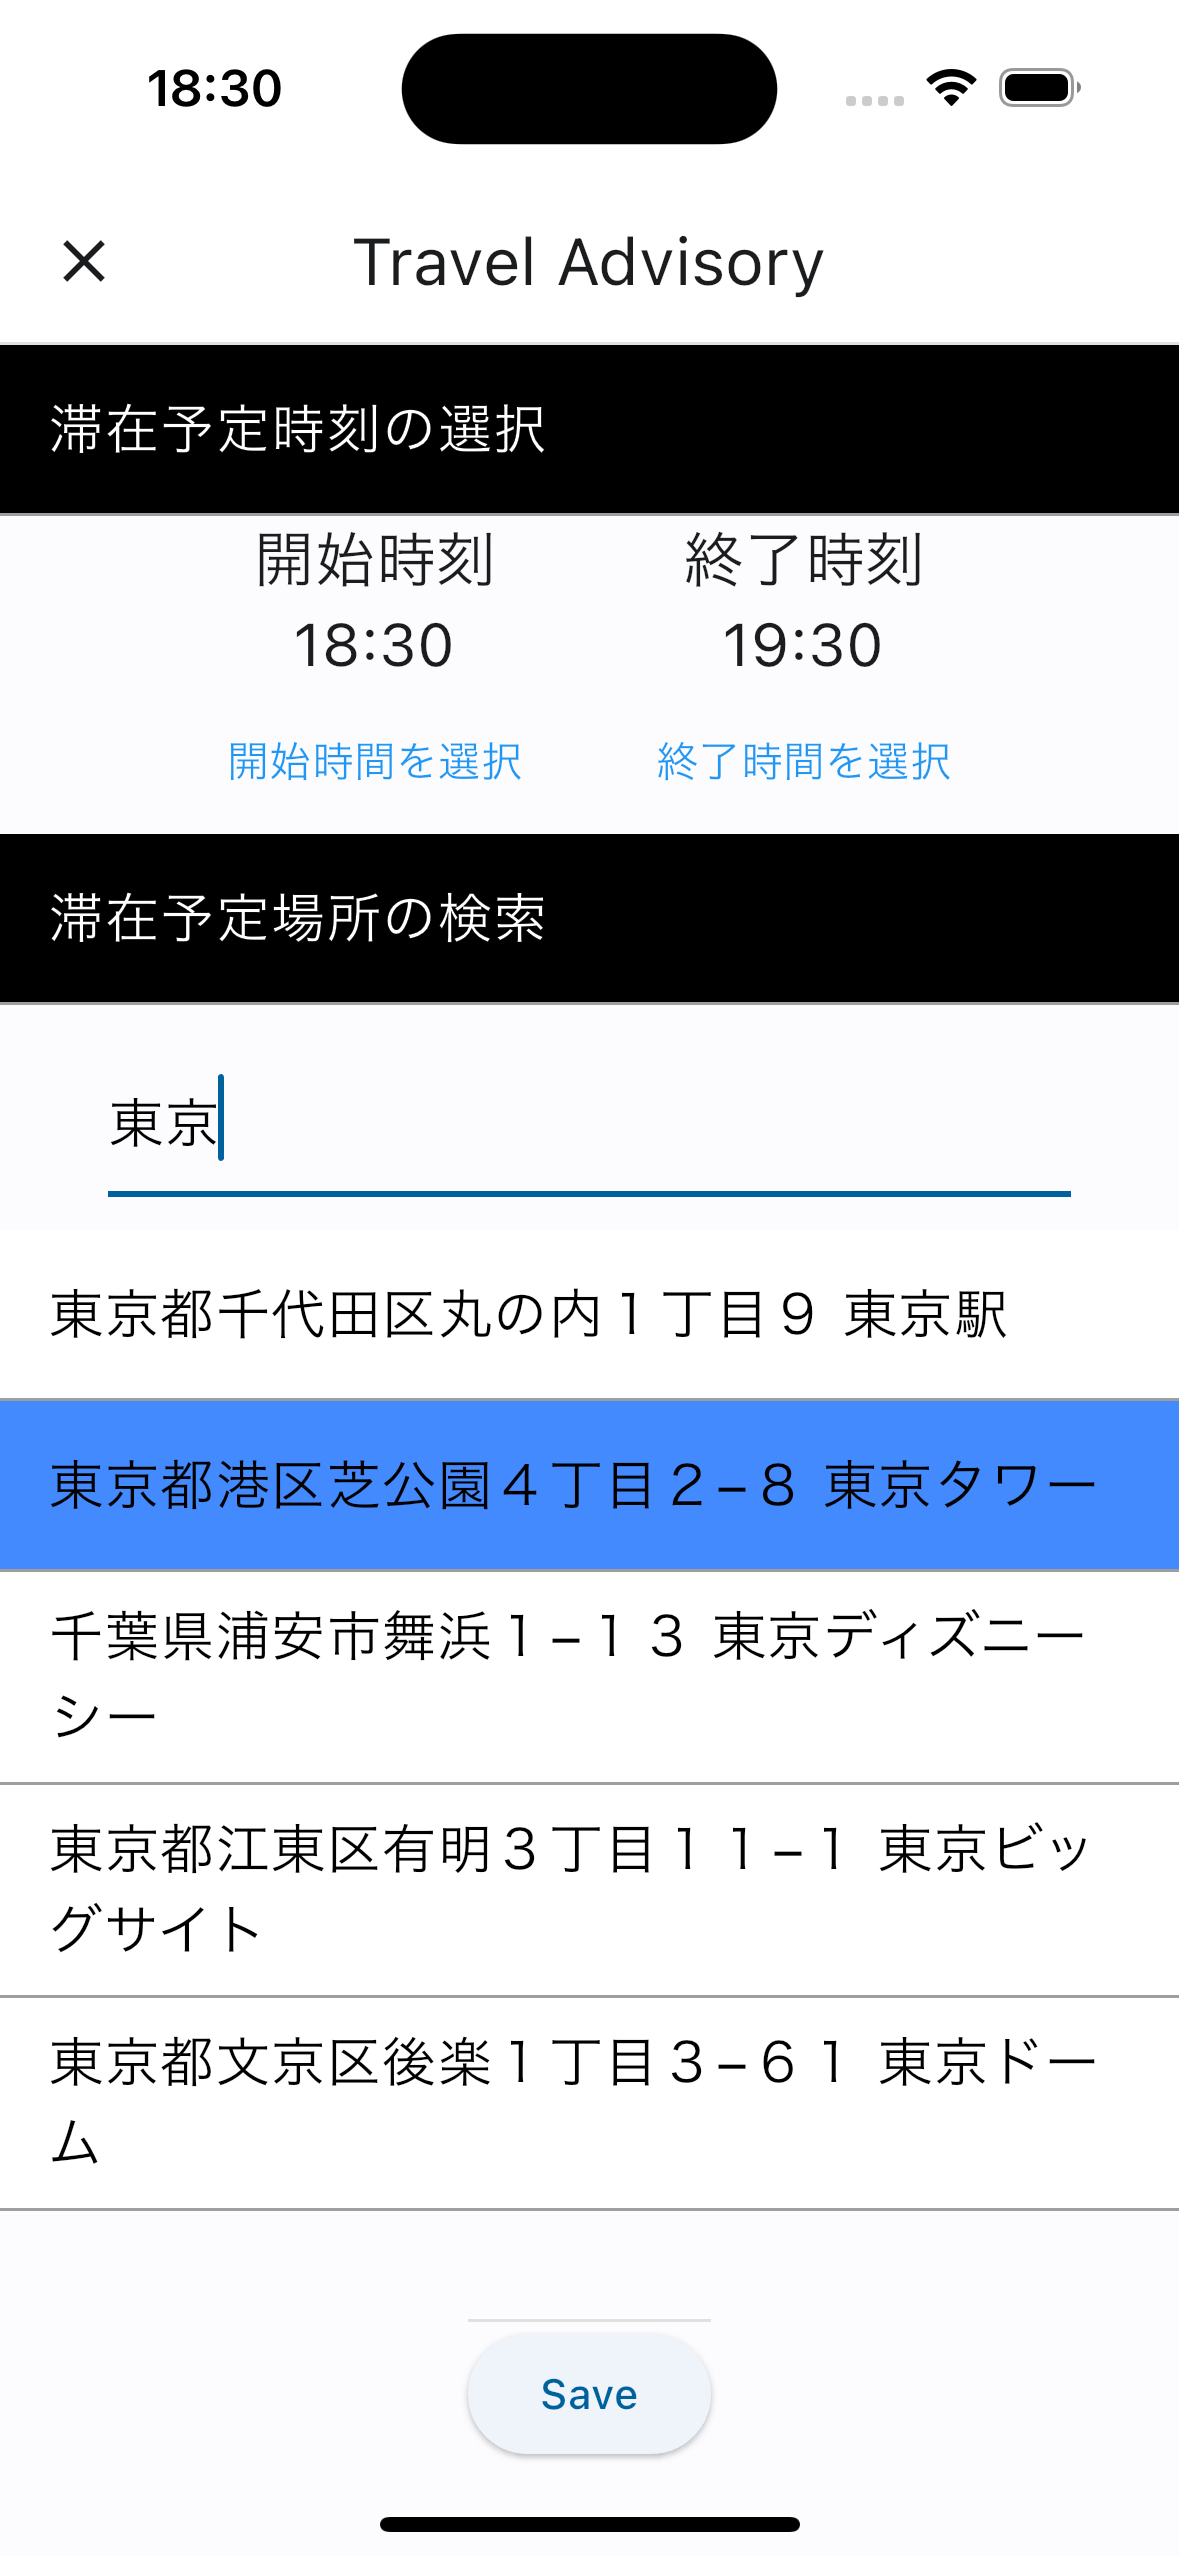 18:30
Travel Advisory
滞在予定時刻の選択
開始時刻 終了時刻
18:30 19:30
開始時間を選択 終了時間を選択
滞在予定場所の検索
東京
東京都千代田区丸の内１丁目９ 東京駅
東京都港区芝公園４丁目２−８ 東京タワー
千葉県浦安市舞浜１−１３ 東京ディズニー
シー
東京都江東区有明３丁目１１−１ 東京ビッ
グサイト
東京都文京区後楽１丁目３−６１ 東京ドー
ム
Save